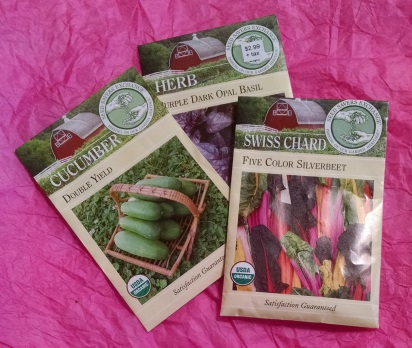 HERB
PURPLE DARK OPAL BASIL
$2.99
+ tax
CUCUMBER
DOUBLE YIELD
USDA
ORGANIC
Satisfaction Guaranteed
SWISS CHARD
FIVE COLOR SILVERBEET
USDA
ORGANIC
Satisfaction Guaranteed